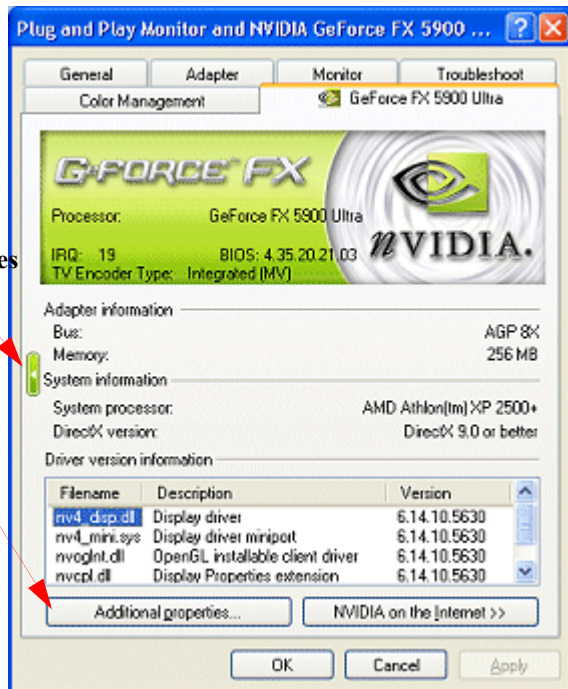 Plug and Play Monitor and NVIDIA GeForce FX 5900 ...
General Adapter Monitor Troubleshoot
Color Management GeForce FX 5900 Ultra
GEFORCE FX
Processor: GeForce FX 5900 Ultra
nVIDIA.
IRQ: 19 BIOS: 4.35.20.21.03
es
TV Encoder Type: Integrated (MV)
Adapter information
Bus: AGP 8X
Memory: 256 MB
System information
System processor: AMD Athlon(tm) XP 2500+
DirectX version: DirectX 9.0 or better
Driver version information
Filename Description Version
nv4_disp.dll Display driver 6.14.10.5630
nv4_mini.sys Display driver miniport 6.14.10.5630
nvoglnt.dll OpenGL installable client driver 6.14.10.5630
nvcpl.dll Display Properties extension 6.14.10.5630
Additional properties... NVIDIA on the Internet >>
OK Cancel Apply